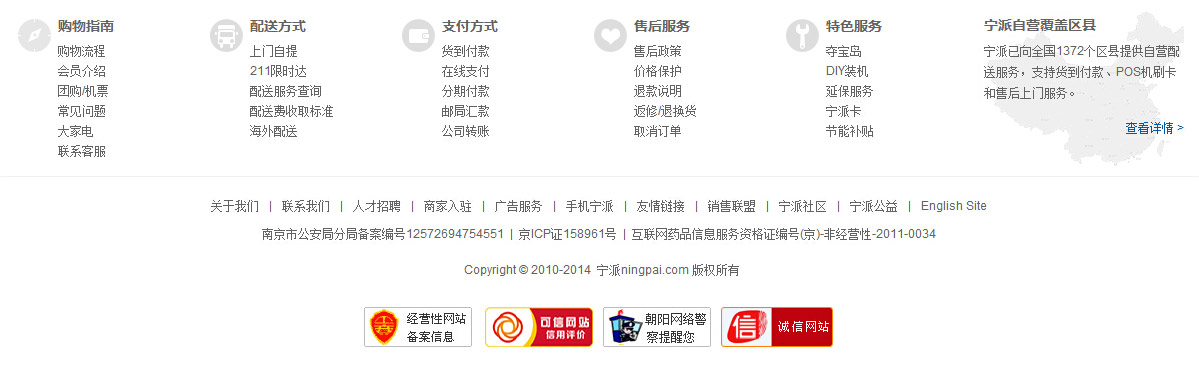 购物指南
购物流程
会员介绍
团购/机票
常见问题
大家电
联系客服
配送方式
上门自提
211限时达
配送服务查询
配送费收取标准
海外配送
支付方式
货到付款
在线支付
分期付款
邮局汇款
公司转账
售后服务
售后政策
价格保护
退款说明
返修/退换货
取消订单
特色服务
夺宝岛
DIY装机
延保服务
宁派卡
节能补贴
宁派自营覆盖区县
宁派已向全国1372个区县提供自营配
送服务，支持货到付款、POS机刷卡
和售后上门服务。
查看详情 >
关于我们 | 联系我们 | 人才招聘 | 商家入驻 | 广告服务 | 手机宁派 | 友情链接 | 销售联盟 | 宁派社区 | 宁派公益 | English Site
南京市公安局分局备案编号12572694754551 | 京ICP证158961号 | 互联网药品信息服务资格证编号(京)-非经营性-2011-0034
Copyright © 2010-2014 宁派ningpai.com 版权所有
经营性网站
备案信息
可信网站
信用评价
朝阳网络警
察提醒您
信 诚信网站